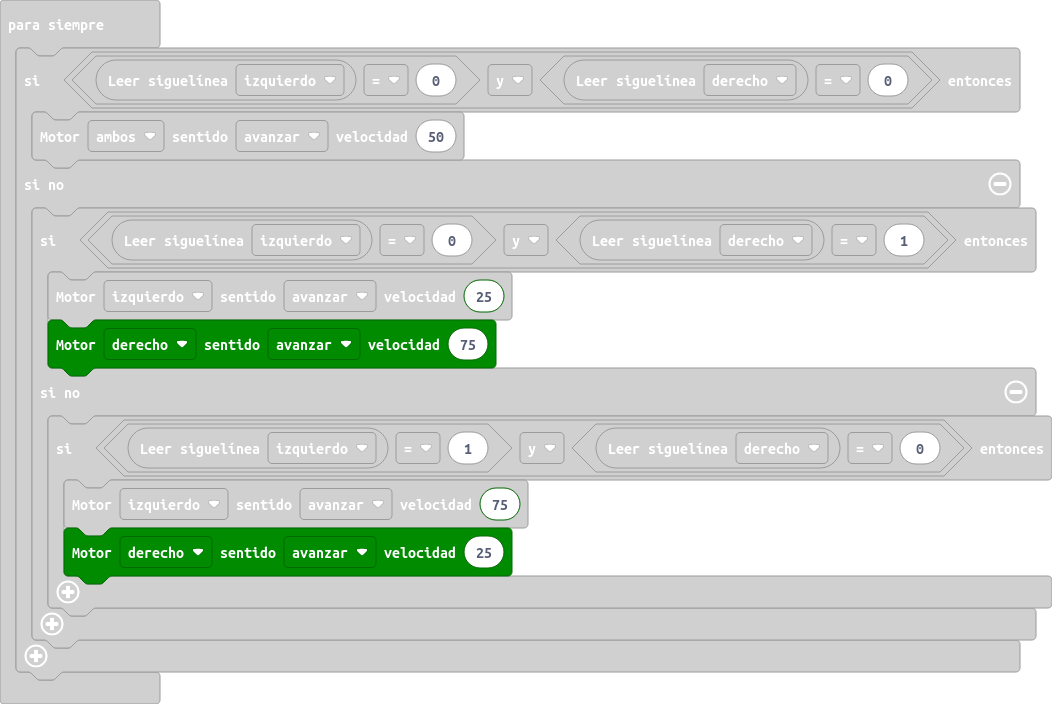 para siempre
si Leer siguelínea izquierdo = 0 y Leer siguelínea derecho = 0 entonces
Motor ambos sentido avanzar velocidad 50
si no
si Leer siguelínea izquierdo = 0 y Leer siguelínea derecho = 1 entonces
Motor izquierdo sentido avanzar velocidad 25
Motor derecho sentido avanzar velocidad 75
si no
si Leer siguelínea izquierdo = 1 y Leer siguelínea derecho = 0 entonces
Motor izquierdo sentido avanzar velocidad 75
Motor derecho sentido avanzar velocidad 25